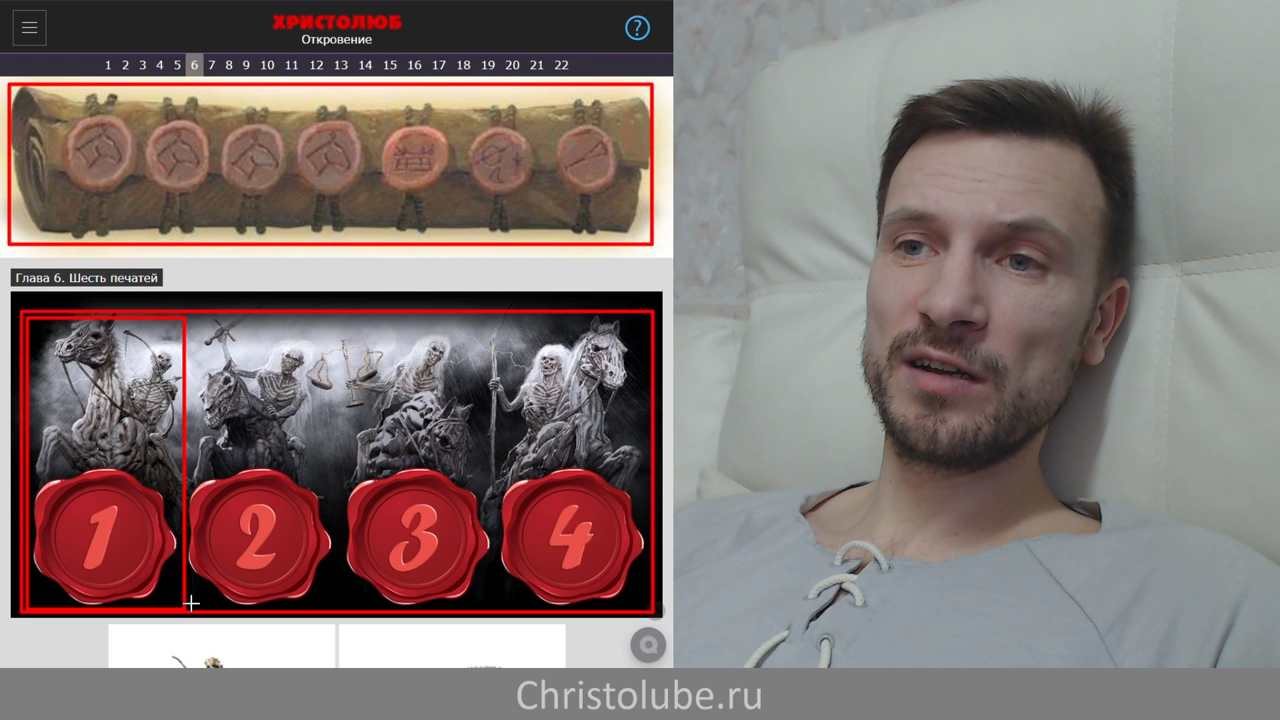 ХРИСТОЛЮБ
Откровение
?
1 2 3 4 5 6 7 8 9 10 11 12 13 14 15 16 17 18 19 20 21 22
Глава 6. Шесть печатей
1 2 3 4
Christolube.ru